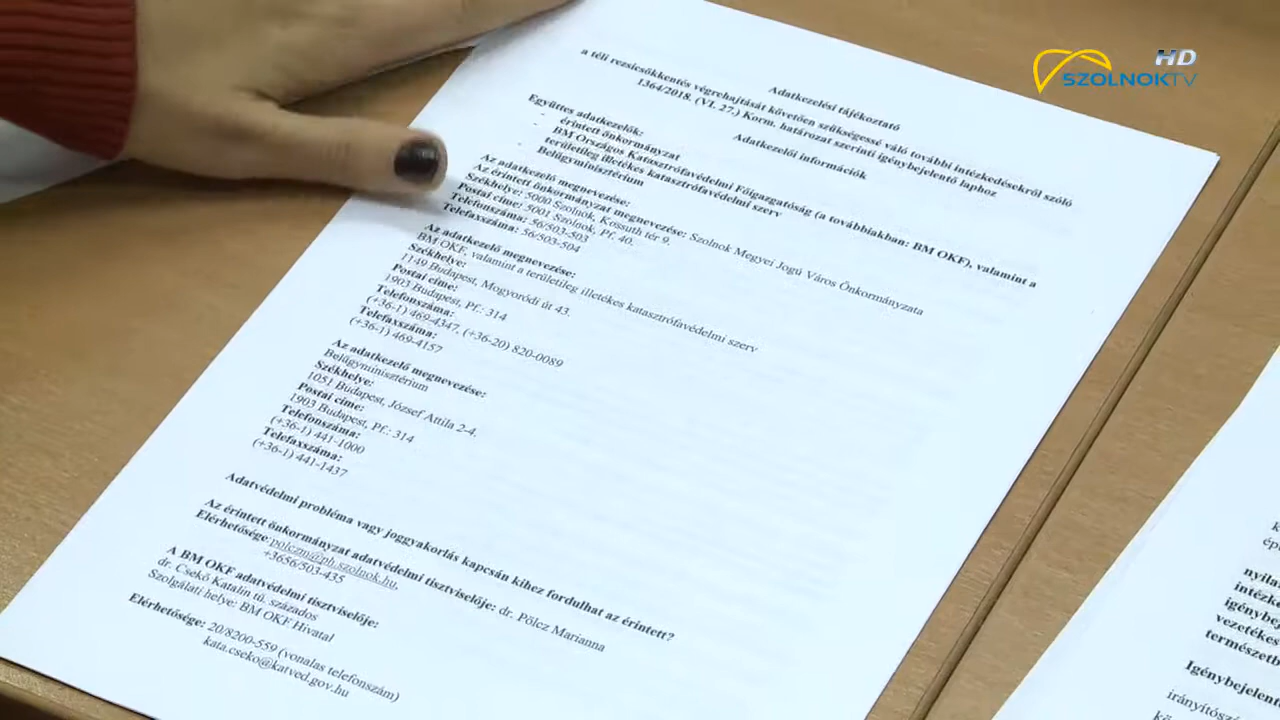 HD
SZOLNOKTV
Adatkezelési tájékoztató
a téli rezsicsökkentés végrehajtását követően szükségessé váló további intézkedésekről szóló
1364/2018. (VI. 27.) Korm. határozat szerinti igénybejelentő laphoz
Adatkezelői információk
Együttes adatkezelők:
- érintett önkormányzat
- BM Országos Katasztrófavédelmi Főigazgatóság (a továbbiakban: BM OKF), valamint a
területileg illetékes katasztrófavédelmi szerv
- Belügyminisztérium
Az adatkezelő megnevezése:
Az érintett önkormányzat megnevezése: Szolnok Megyei Jogú Város Önkormányzata
Székhelye: 5000 Szolnok, Kossuth tér 9.
Postai címe: 5001 Szolnok, Pf. 40.
Telefonszáma: 56/503-503
Telefaxszáma: 56/503-504
Az adatkezelő megnevezése:
BM OKF, valamint a területileg illetékes katasztrófavédelmi szerv
Székhelye:
1149 Budapest, Mogyoródi út 43.
Postai címe:
1903 Budapest, Pf.: 314
Telefonszáma:
(+36-1) 469-4347, (+36-20) 820-0089
Telefaxszáma:
(+36-1) 469-4157
Az adatkezelő megnevezése:
Belügyminisztérium
Székhelye:
1051 Budapest, József Attila 2-4.
Postai címe:
1903 Budapest, Pf.: 314
Telefonszáma:
(+36-1) 441-1000
Telefaxszáma:
(+36-1) 441-1437
Adatvédelmi probléma vagy joggyakorlás kapcsán kihez fordulhat az érintett?
Az érintett önkormányzat adatvédelmi tisztviselője: dr. Pölcz Marianna
Elérhetősége: polczm@ph.szolnok.hu,
+3656/503-435
A BM OKF adatvédelmi tisztviselője:
dr. Csekő Katalin tű. százados
Szolgálati helye: BM OKF Hivatal
Elérhetősége: 20/8200-559 (vonalas telefonszám)
kata.cseko@katved.gov.hu
igénybe
vezetékes
Igénybejelent
irányítósz